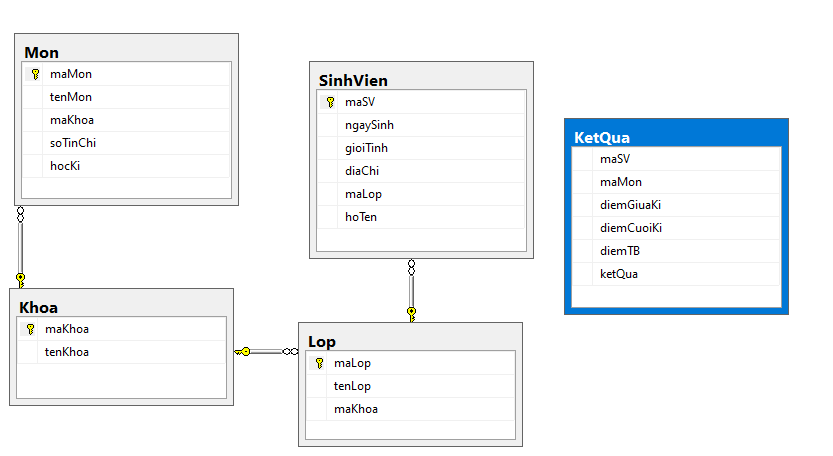 Mon
maMon
tenMon
maKhoa
soTinChi
hocKi
SinhVien
maSV
ngaySinh
gioiTinh
diaChi
maLop
hoTen
KetQua
maSV
maMon
diemGiuaKi
diemCuoiKi
diemTB
ketQua
Khoa
maKhoa
tenKhoa
Lop
maLop
tenLop
maKhoa